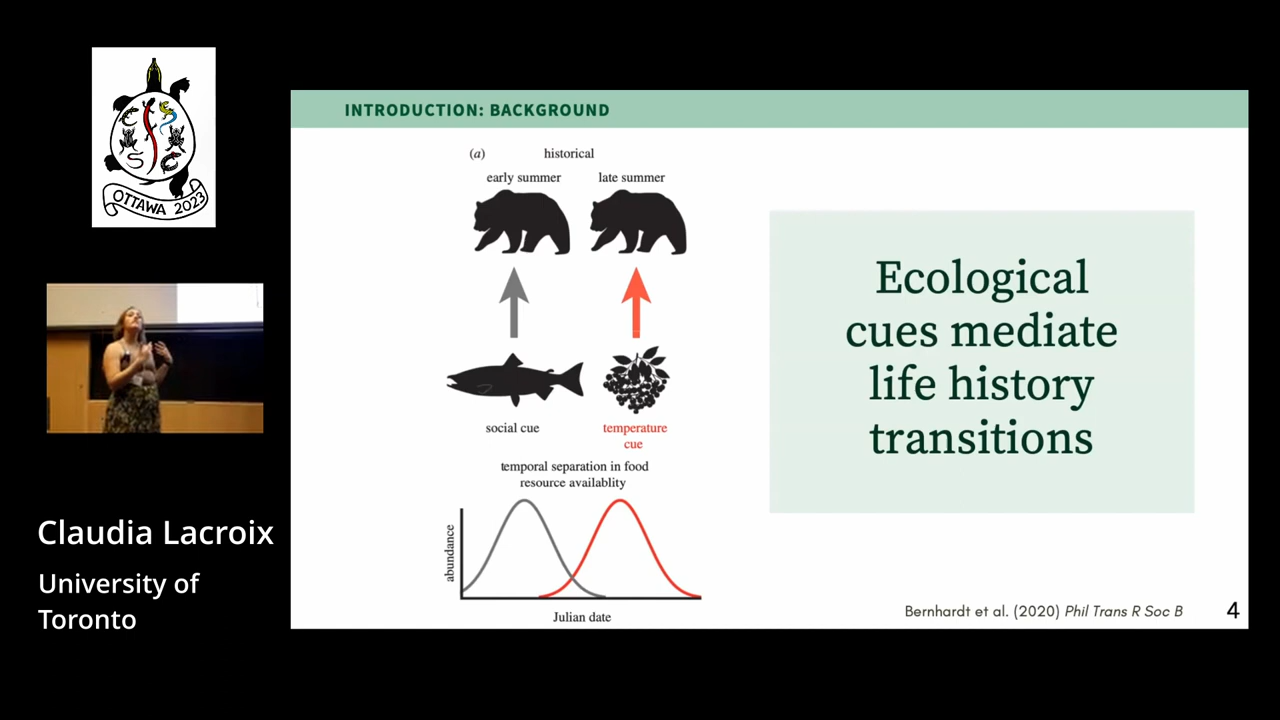 C
S
C
OTTAWA 2023
Claudia Lacroix
University of
Toronto
INTRODUCTION: BACKGROUND
(a)
historical
early summer
late summer
social cue
temperature
cue
temporal separation in food
resource availablity
abundance
Julian date
Ecological
cues mediate
life history
transitions
Bernhardt et al. (2020) Phil Trans R Soc B
4